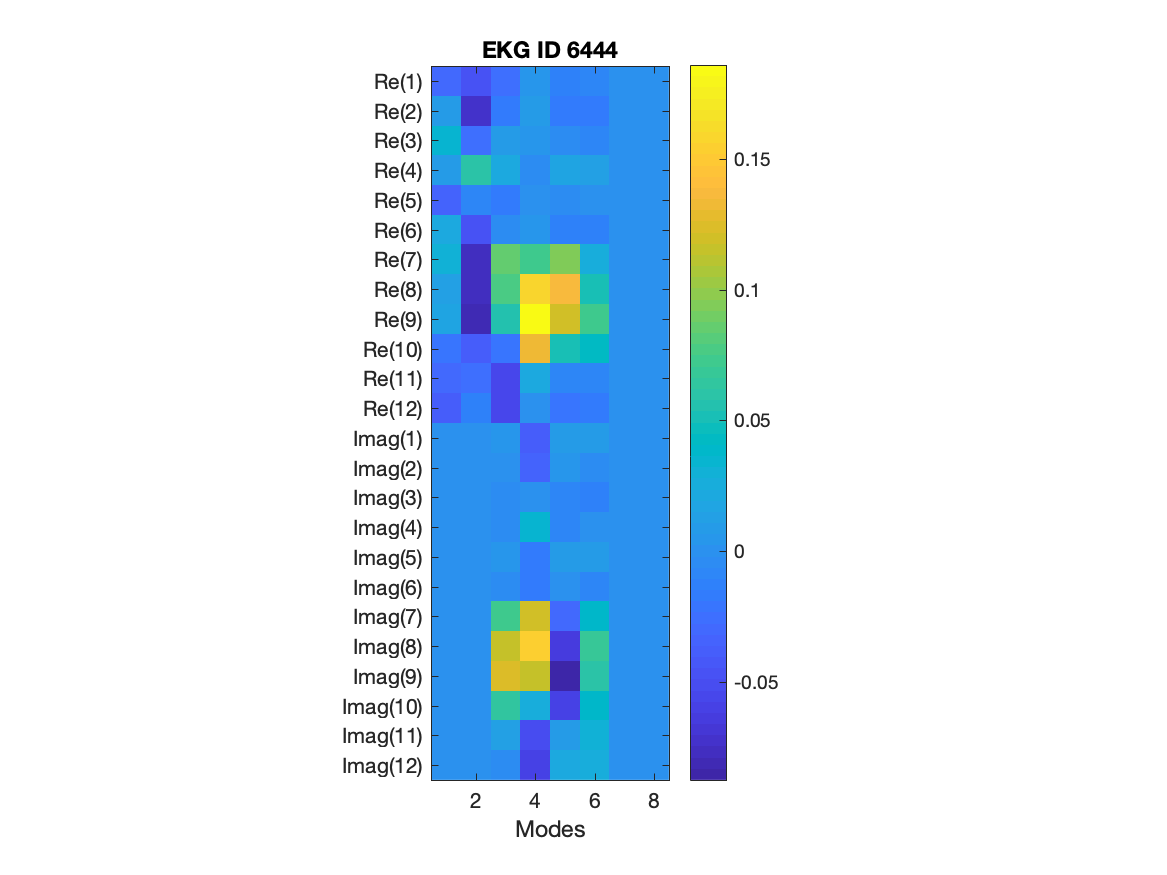 EKG ID 6444
Re(1)
Re(2)
Re(3)
Re(4)
Re(5)
Re(6)
Re(7)
Re(8)
Re(9)
Re(10)
Re(11)
Re(12)
Imag(1)
Imag(2)
Imag(3)
Imag(4)
Imag(5)
Imag(6)
Imag(7)
Imag(8)
Imag(9)
Imag(10)
Imag(11)
Imag(12)
2 4 6 8
Modes
0.15
0.1
0.05
0
-0.05